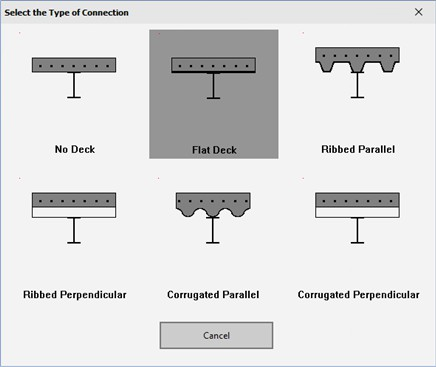 Select the Type of Connection
No Deck
Flat Deck
Ribbed Parallel
Ribbed Perpendicular
Corrugated Parallel
Corrugated Perpendicular
Cancel